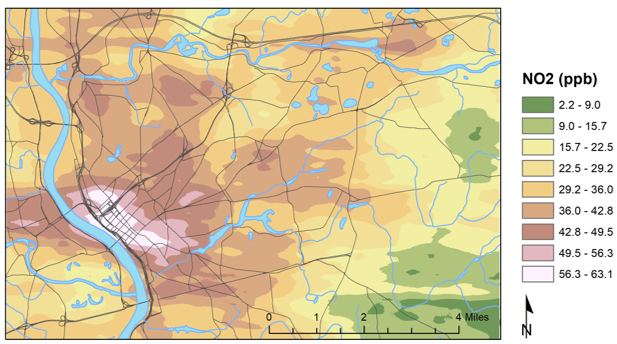 NO2 (ppb)
2.2 - 9.0
9.0 - 15.7
15.7 - 22.5
22.5 - 29.2
29.2 - 36.0
36.0 - 42.8
42.8 - 49.5
49.5 - 56.3
56.3 - 63.1
0 1 2 4 Miles
N